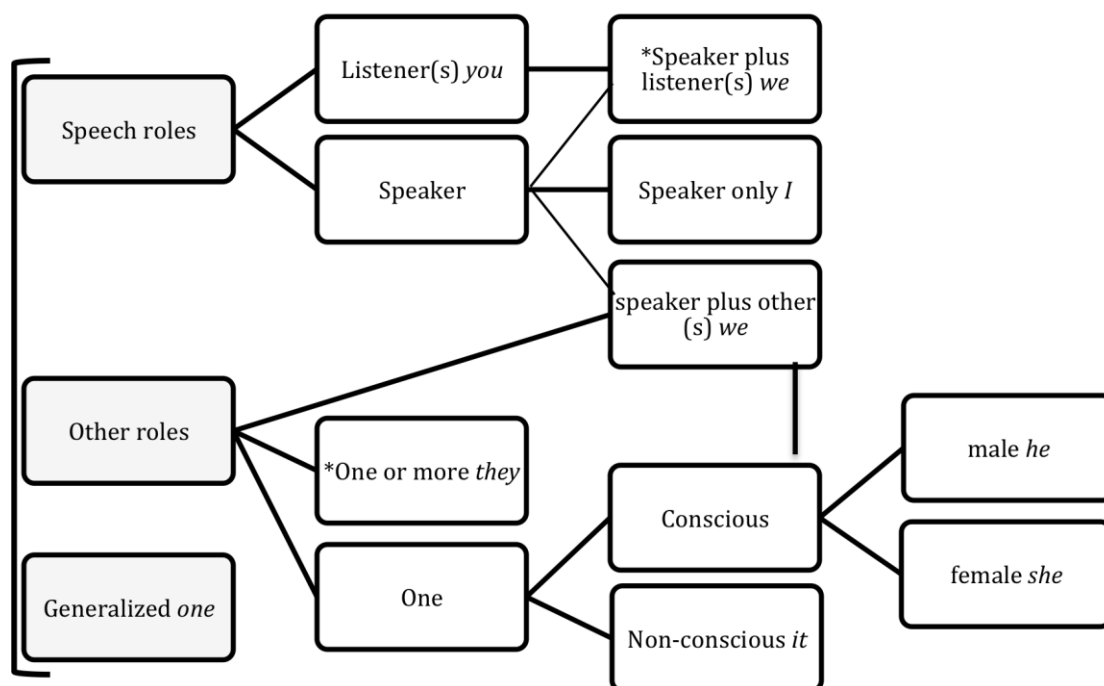 Listener(s) you
*Speaker plus
listener(s) we
Speech roles
Speaker
Speaker only I
speaker plus other
(s) we
Other roles
*One or more they
Conscious
male he
female she
Generalized one
One
Non-conscious it